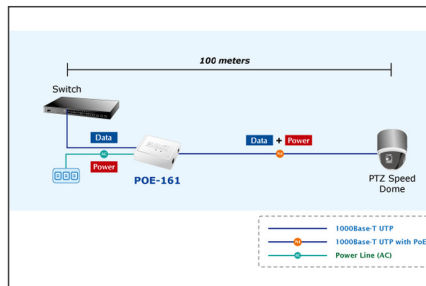 100 meters
Switch
Data
Data + Power
Power
POE-161
PTZ Speed
Dome
1000Base-T UTP
1000Base-T UTP with PoE
Power Line (AC)